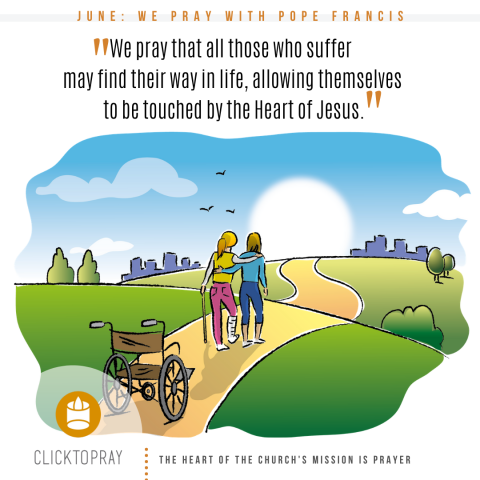 JUNE: WE PRAY WITH POPE FRANCIS
"We pray that all those who suffer
may find their way in life, allowing themselves
to be touched by the Heart of Jesus."
CLICKTOPRAY
THE HEART OF THE CHURCH'S MISSION IS PRAYER